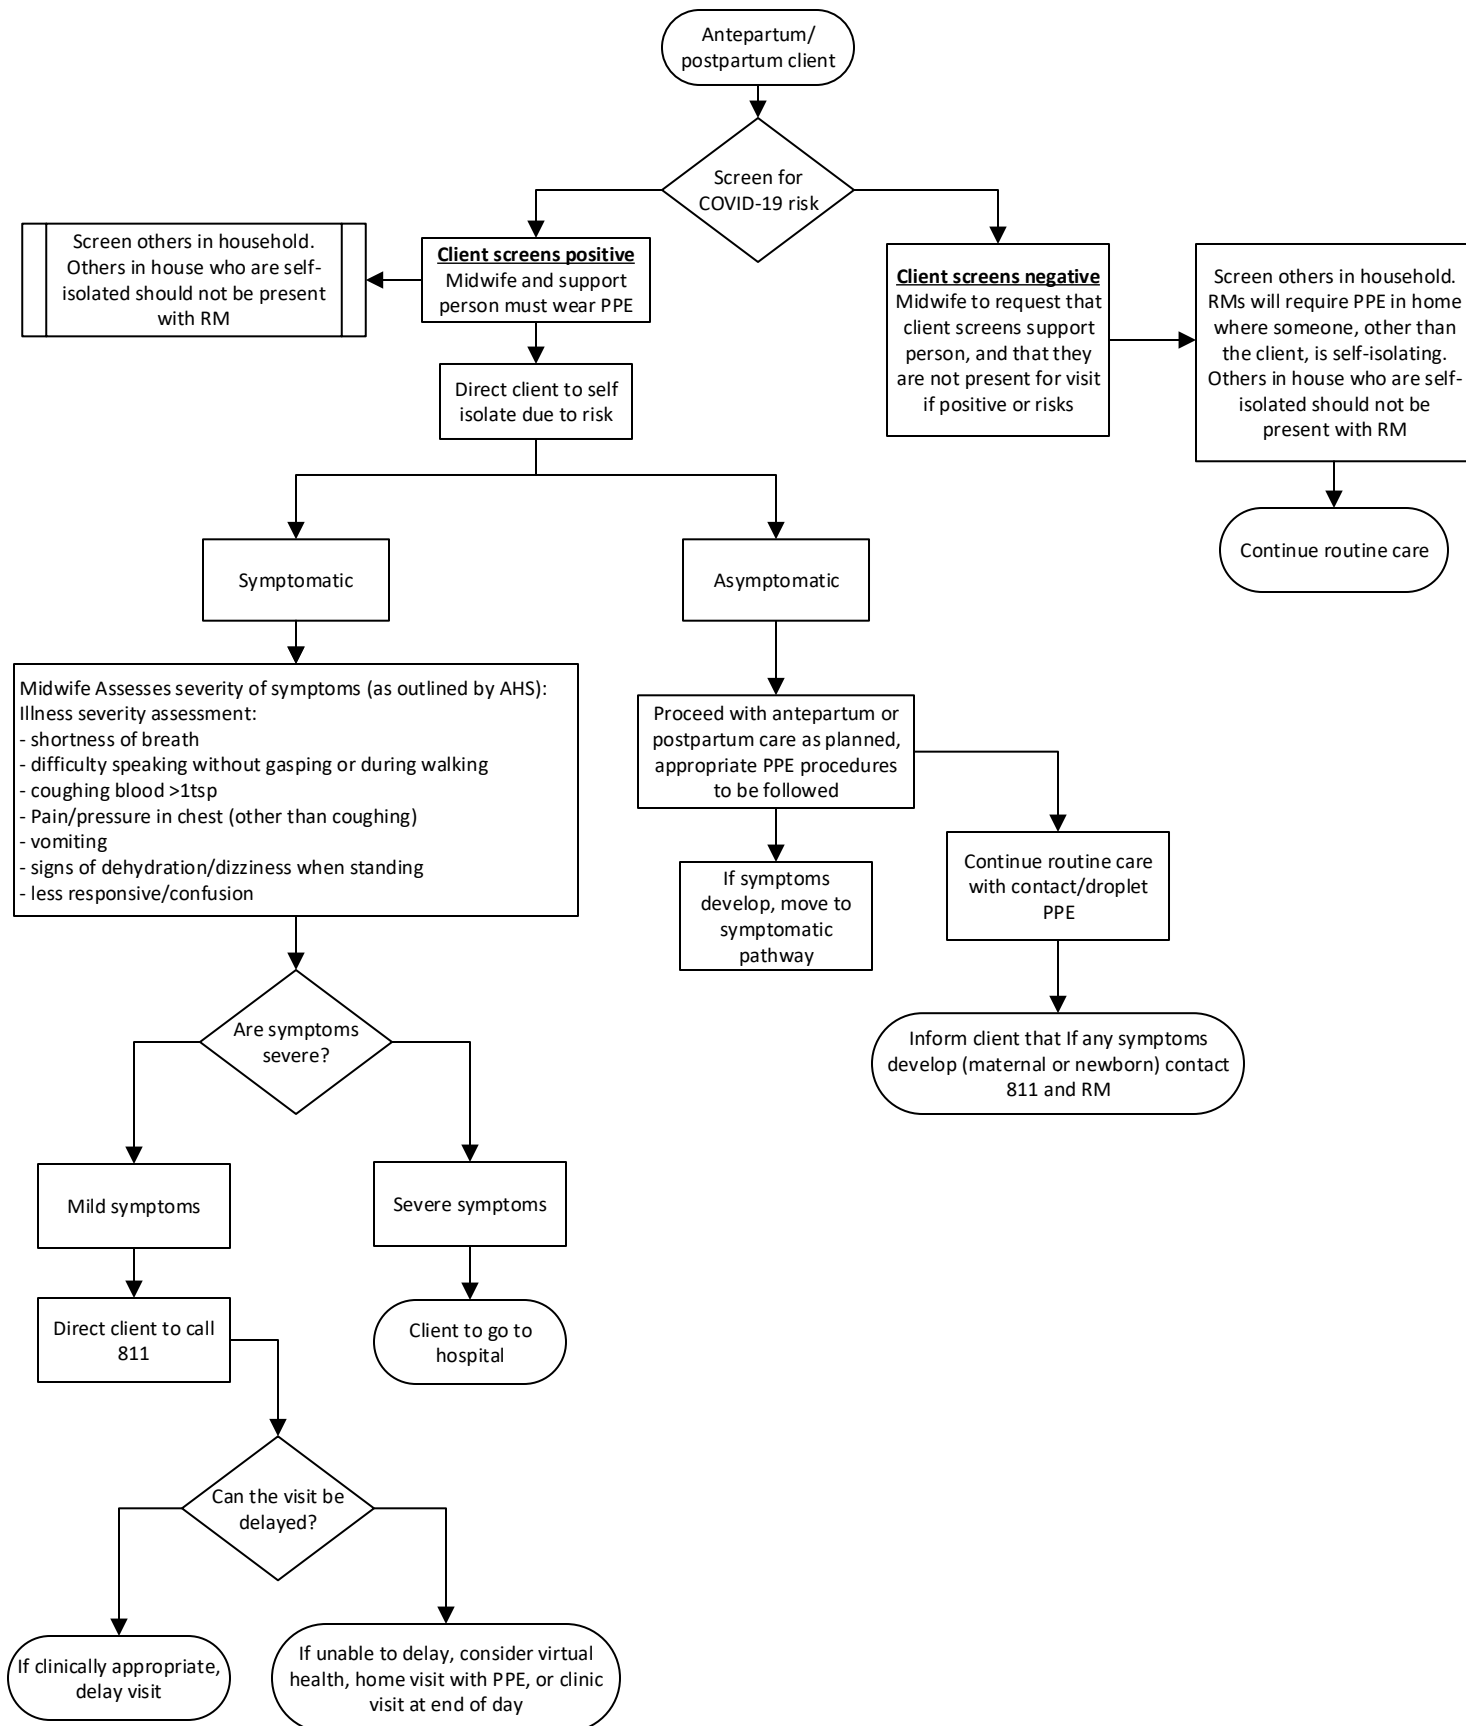 Antepartum/
postpartum client
Screen for
COVID-19 risk
Screen others in household.
Others in house who are self-
isolated should not be present
with RM
Client screens positive
Midwife and support
person must wear PPE
Client screens negative
Midwife to request that
client screens support
person, and that they
are not present for visit
if positive or risks
Screen others in household.
RMs will require PPE in home
where someone, other than
the client, is self-isolating.
Others in house who are self-
isolated should not be
present with RM
Direct client to self
isolate due to risk
Continue routine care
Symptomatic
Asymptomatic
Midwife Assesses severity of symptoms (as outlined by AHS):
Illness severity assessment:
- shortness of breath
- difficulty speaking without gasping or during walking
- coughing blood >1tsp
- Pain/pressure in chest (other than coughing)
- vomiting
- signs of dehydration/dizziness when standing
- less responsive/confusion
Proceed with antepartum or
postpartum care as planned,
appropriate PPE procedures
to be followed
If symptoms
develop, move to
symptomatic
pathway
Continue routine care
with contact/droplet
PPE
Inform client that If any symptoms
develop (maternal or newborn) contact
811 and RM
Are symptoms
severe?
Mild symptoms
Severe symptoms
Direct client to call
811
Client to go to
hospital
Can the visit be
delayed?
If clinically appropriate,
delay visit
If unable to delay, consider virtual
health, home visit with PPE, or clinic
visit at end of day